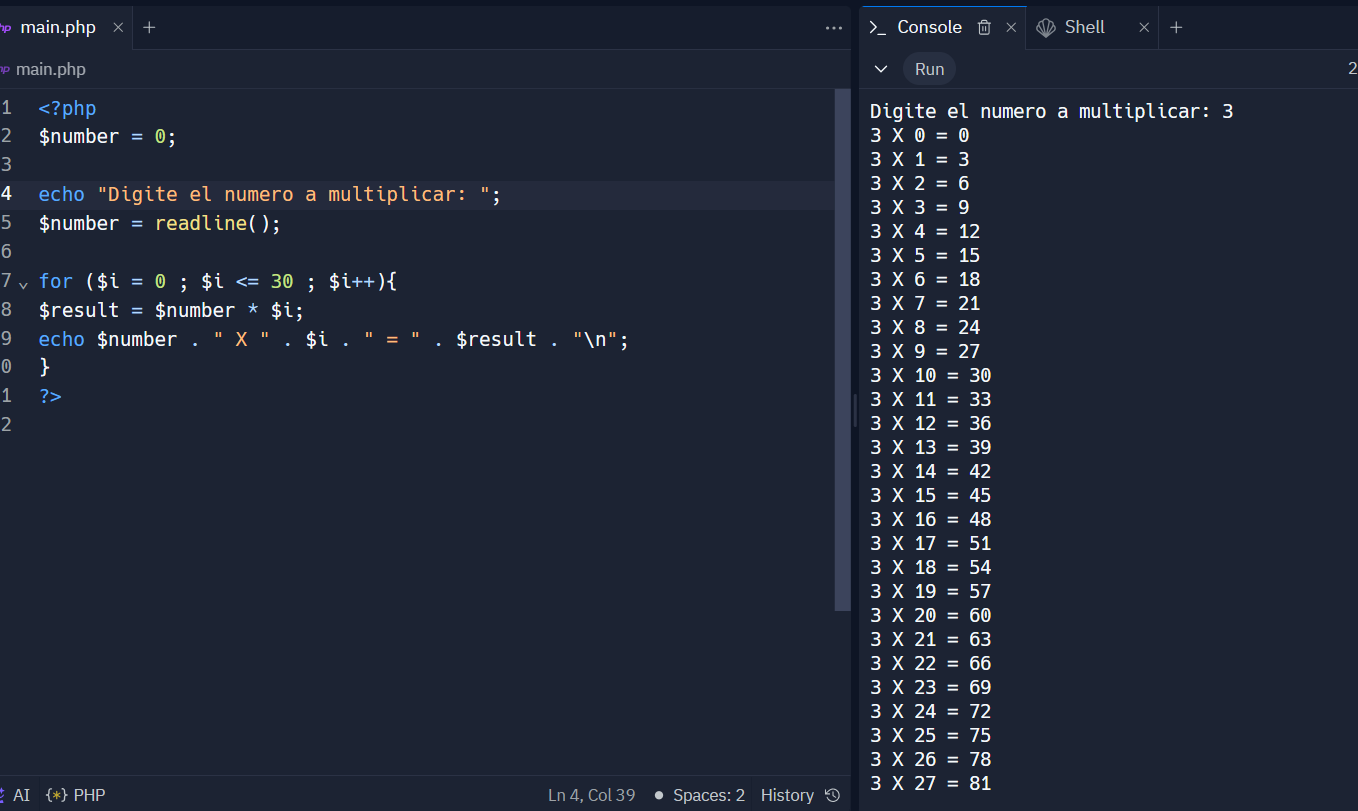 main.php
main.php
1 <?php
2 $number = 0;
3
4 echo "Digite el numero a multiplicar: ";
5 $number = readline();
6
7 for ($i = 0 ; $i <= 30 ; $i++){
8 $result = $number * $i;
9 echo $number . " X " . $i . " = " . $result . "\n";
0 }
1 ?>
2
AI {*} PHP Ln 4, Col 39 Spaces: 2 History
Console Shell
Run 2
Digite el numero a multiplicar: 3
3 X 0 = 0
3 X 1 = 3
3 X 2 = 6
3 X 3 = 9
3 X 4 = 12
3 X 5 = 15
3 X 6 = 18
3 X 7 = 21
3 X 8 = 24
3 X 9 = 27
3 X 10 = 30
3 X 11 = 33
3 X 12 = 36
3 X 13 = 39
3 X 14 = 42
3 X 15 = 45
3 X 16 = 48
3 X 17 = 51
3 X 18 = 54
3 X 19 = 57
3 X 20 = 60
3 X 21 = 63
3 X 22 = 66
3 X 23 = 69
3 X 24 = 72
3 X 25 = 75
3 X 26 = 78
3 X 27 = 81